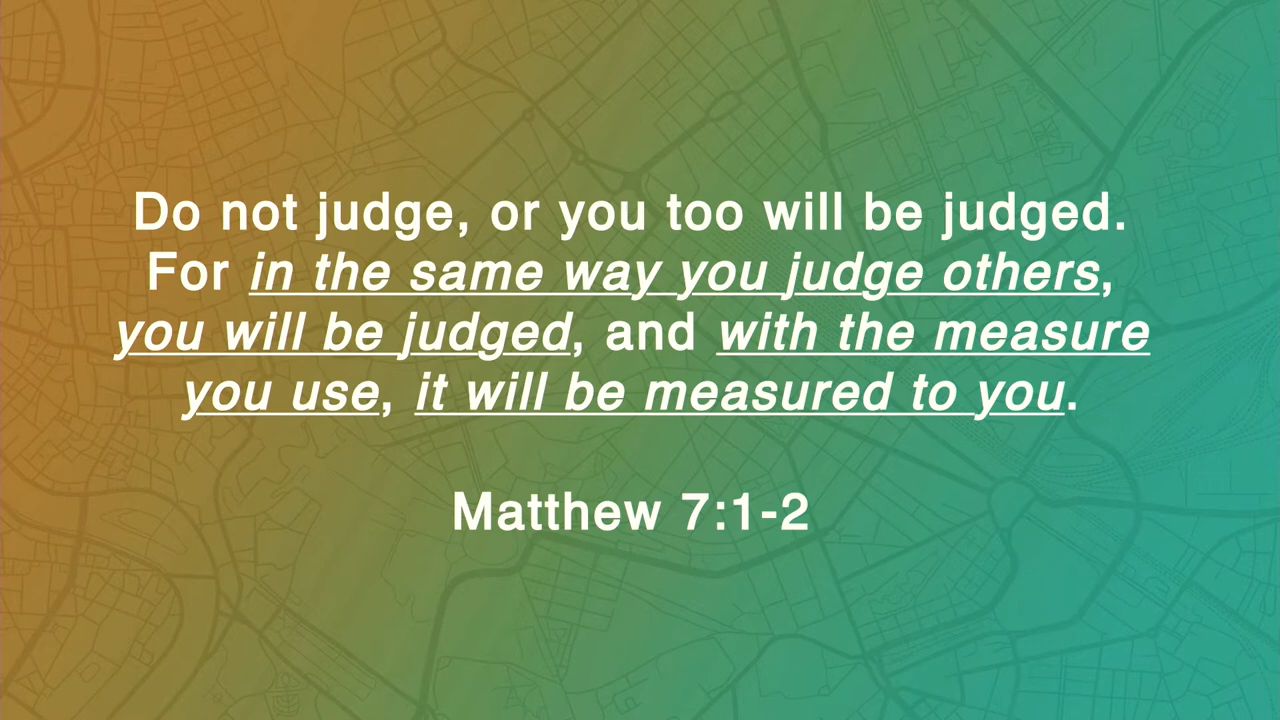 Do not judge, or you too will be judged.
For in the same way you judge others,
you will be judged, and with the measure
you use, it will be measured to you.
Matthew 7:1-2